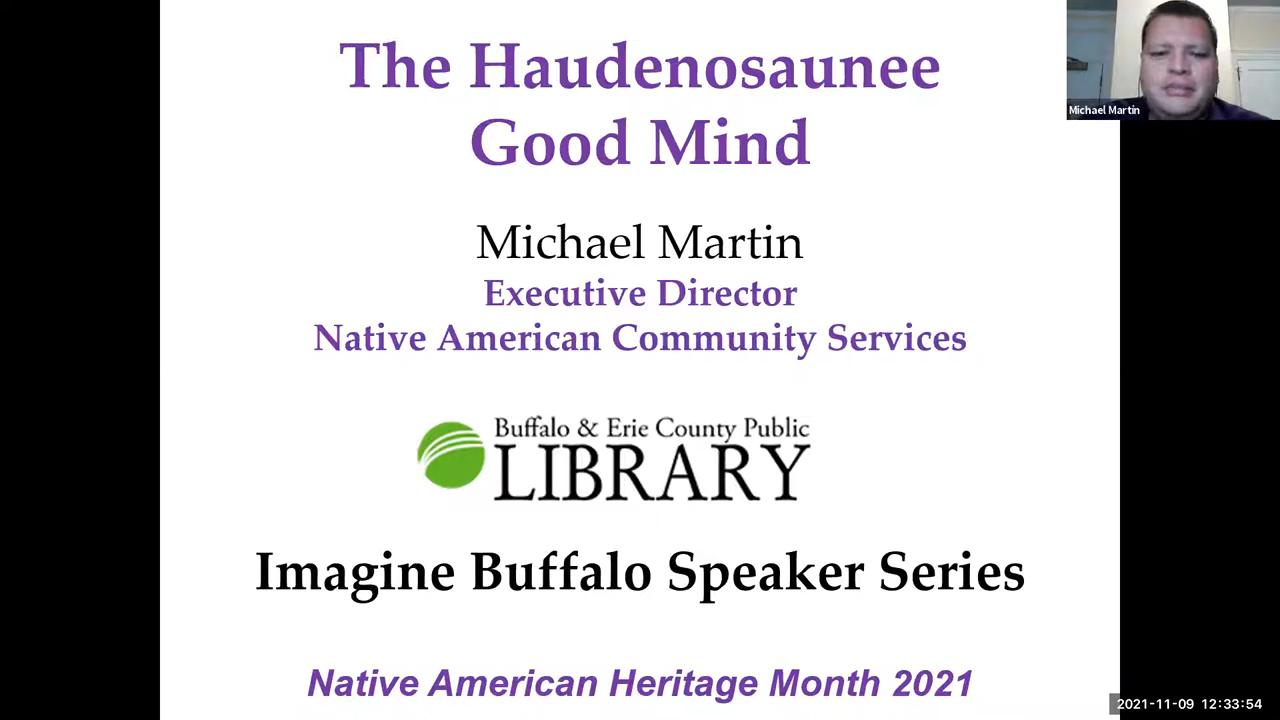 The Haudenosaunee
Good Mind
Michael Martin
Michael Martin
Executive Director
Native American Community Services
Buffalo & Erie County Public
LIBRARY
Imagine Buffalo Speaker Series
Native American Heritage Month 2021
2021-11-09 12:33:54